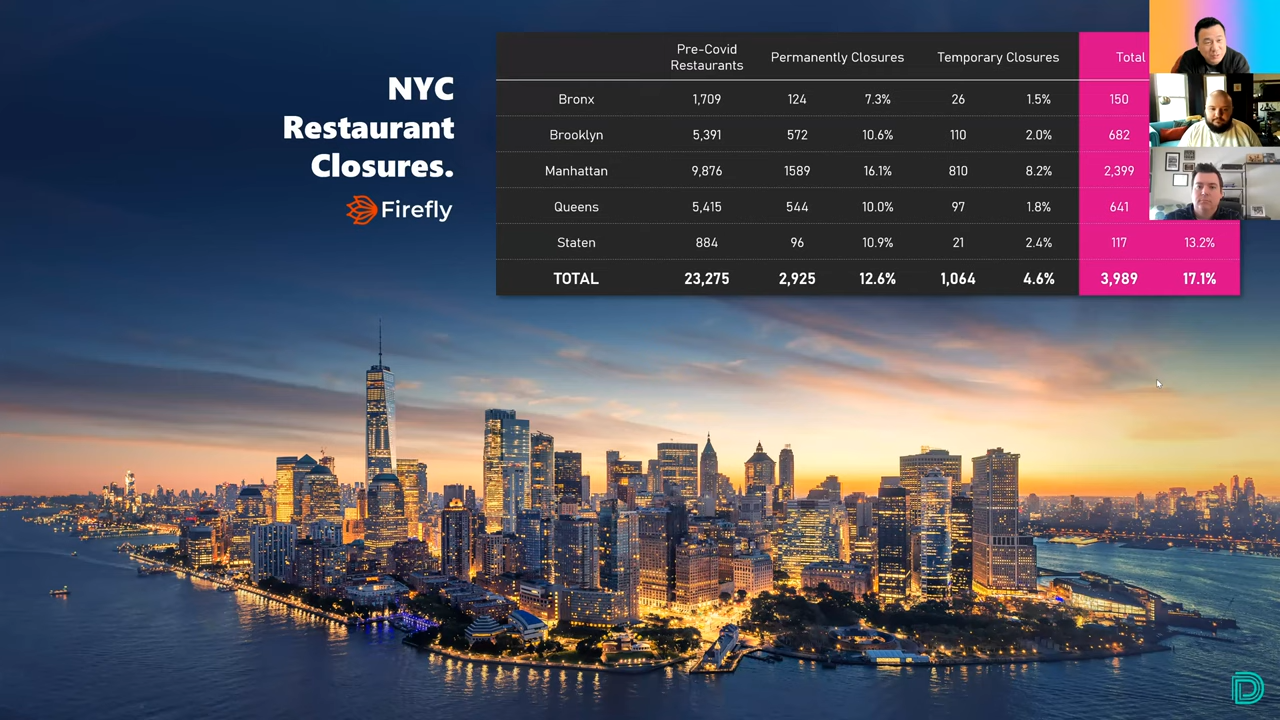 NYC
Restaurant
Closures.
Firefly
Pre-Covid
Restaurants
Permanently Closures
Temporary Closures
Total
Bronx 1,709 124 7.3% 26 1.5% 150
Brooklyn 5,391 572 10.6% 110 2.0% 682
Manhattan 9,876 1589 16.1% 810 8.2% 2,399
Queens 5,415 544 10.0% 97 1.8% 641
Staten 884 96 10.9% 21 2.4% 117 13.2%
TOTAL 23,275 2,925 12.6% 1,064 4.6% 3,989 17.1%